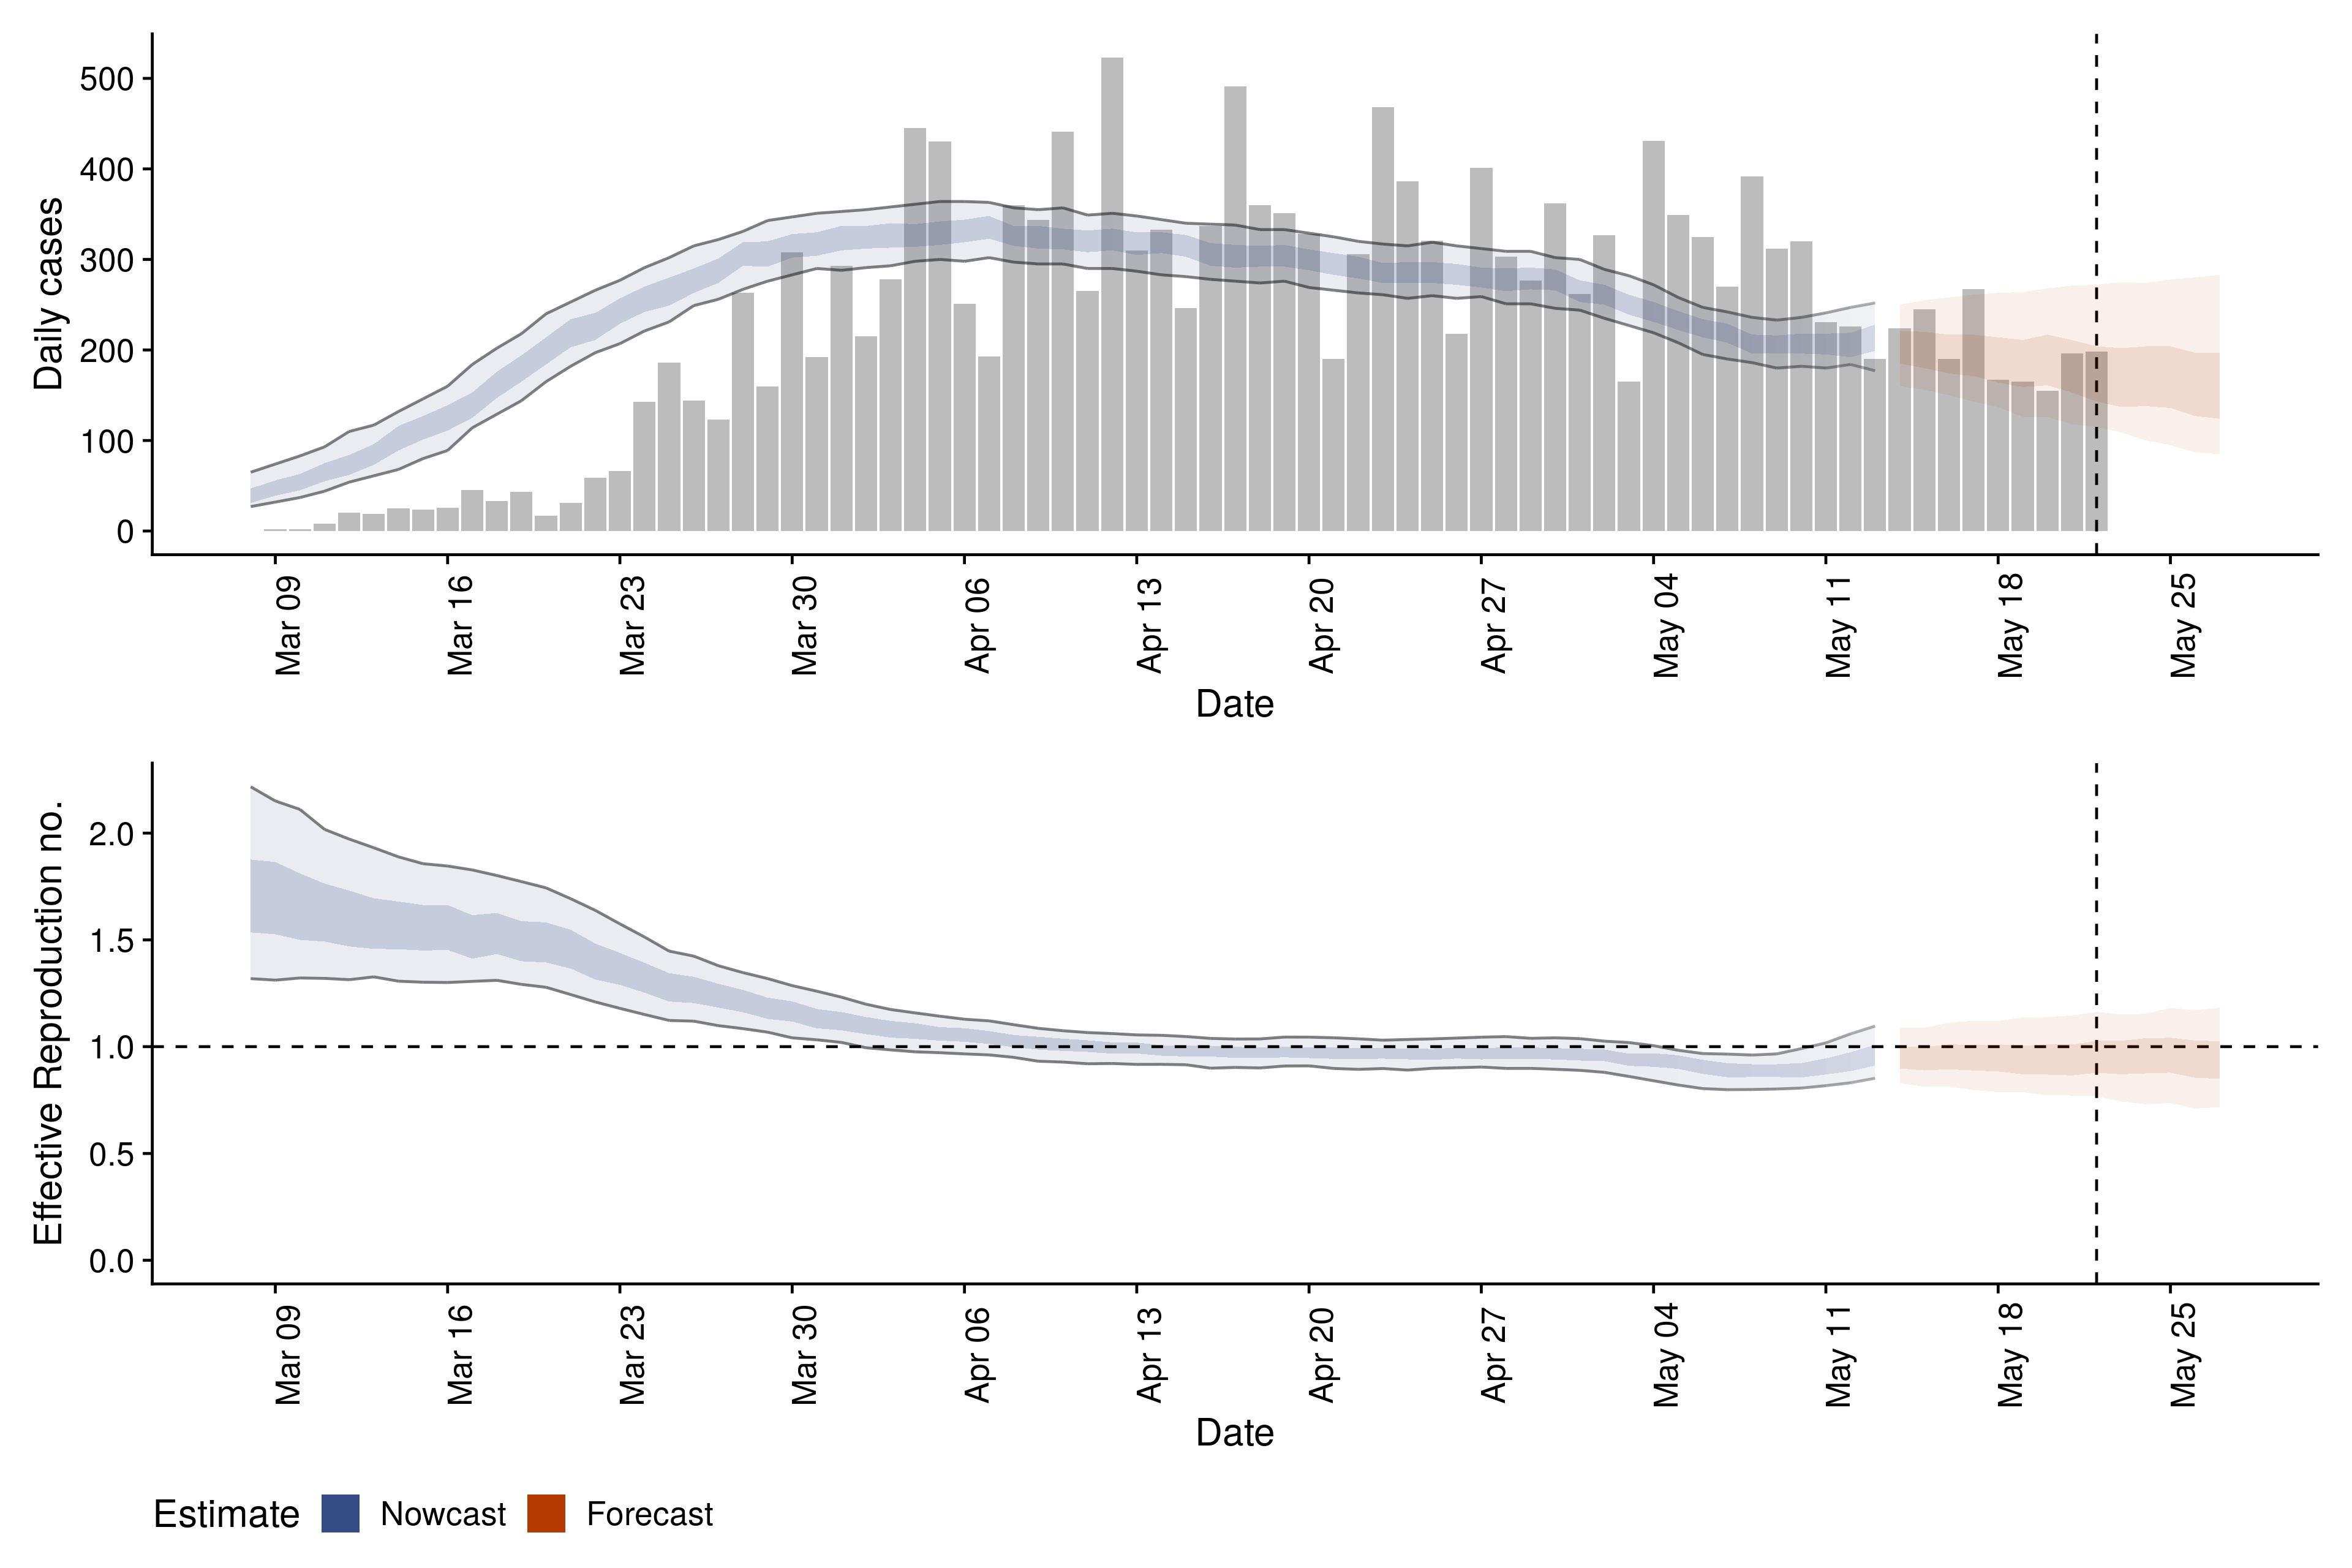 Daily cases
500
400
300
200
100
0
Mar 09
Mar 16
Mar 23
Mar 30
Apr 06
Apr 13
Apr 20
Apr 27
May 04
May 11
May 18
May 25
Date
Effective Reproduction no.
2.0
1.5
1.0
0.5
0.0
Mar 09
Mar 16
Mar 23
Mar 30
Apr 06
Apr 13
Apr 20
Apr 27
May 04
May 11
May 18
May 25
Date
Estimate Nowcast Forecast